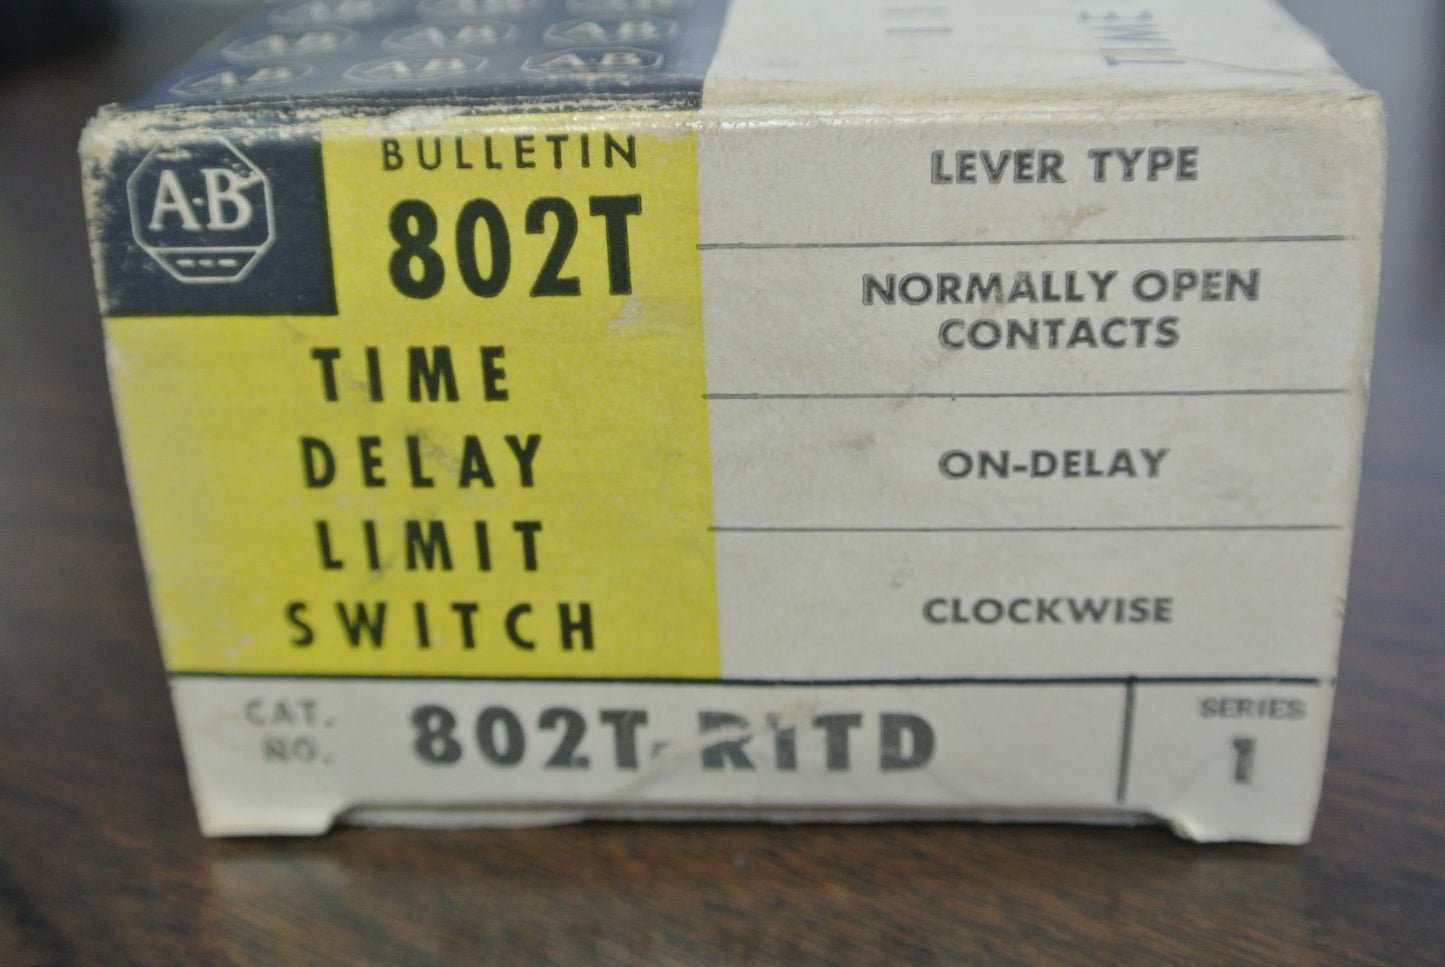 A-B A-B A-B
A-B A-B A-B
TIME
A-B
BULLETIN
802T
TIME
DELAY
LIMIT
SWITCH
LEVER TYPE
NORMALLY OPEN
CONTACTS
ON-DELAY
CLOCKWISE
CAT.
NO.
802T-R1TD
SERIES
1